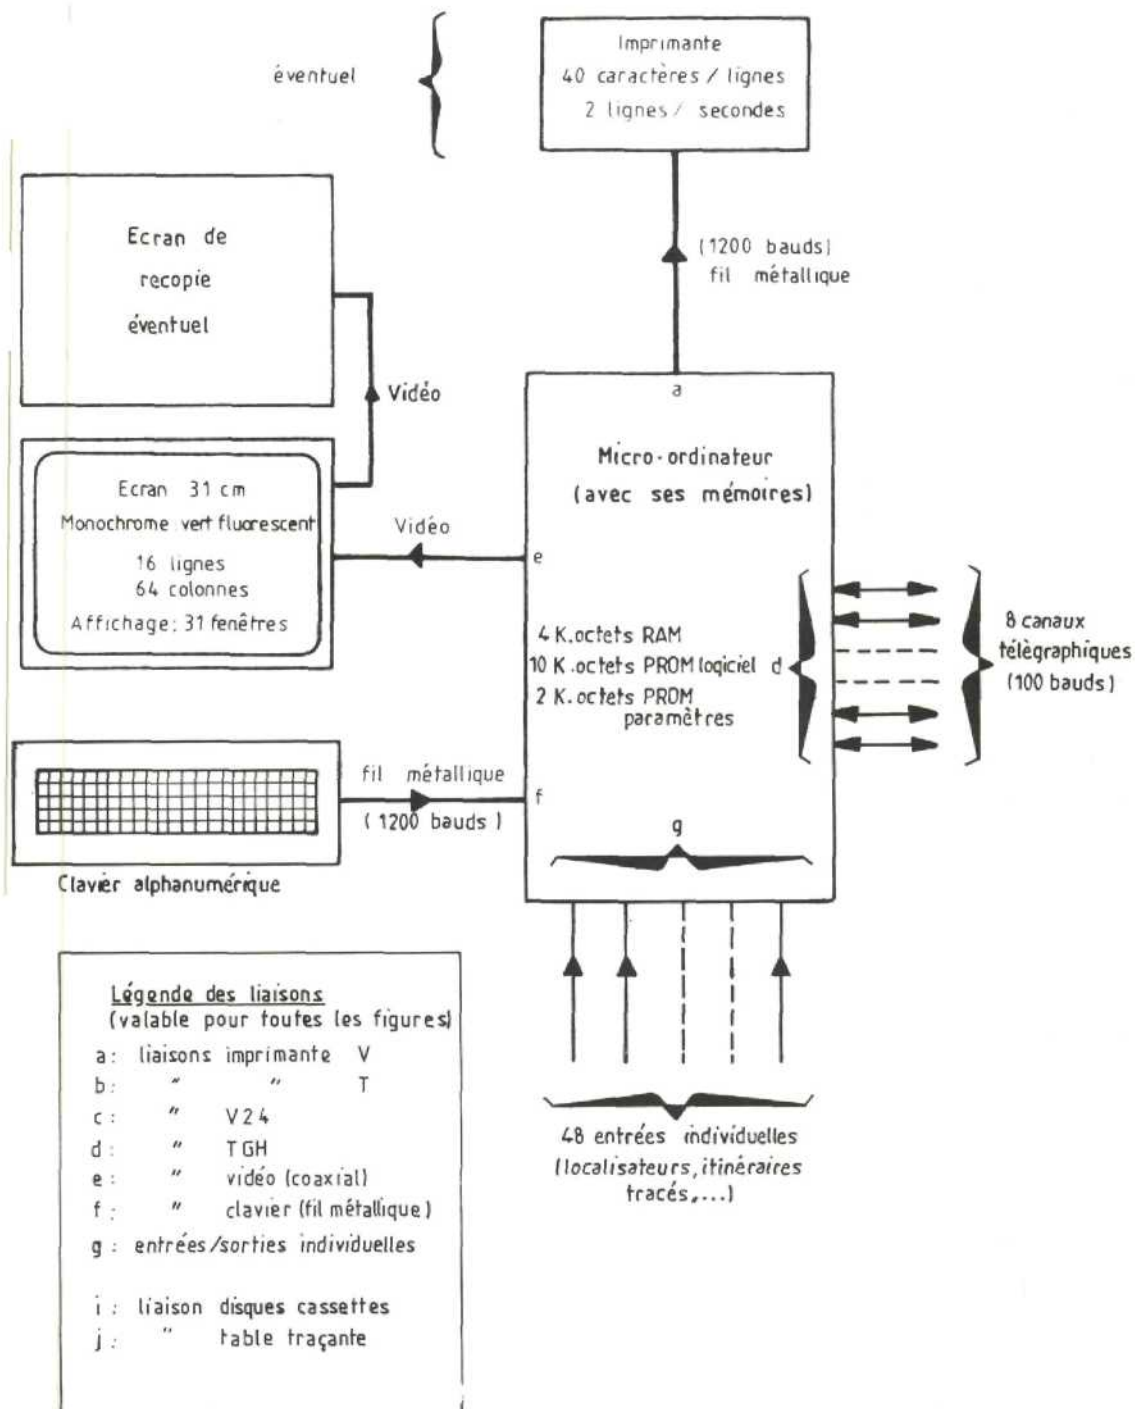 éventuel
Imprimante
40 caractères / lignes
2 lignes / secondes
(1200 bauds)
fil métallique
Ecran de
recopie
éventuel
Vidéo
Ecran 31 cm
Monochrome: vert fluorescent
16 lignes
64 colonnes
Affichage: 31 fenêtres
Vidéo
a
Micro-ordinateur
(avec ses mémoires)
e
4 K.octets RAM
10 K.octets PROM logiciel d
2 K.octets PROM
paramètres
8 canaux
télègraphiques
(100 bauds)
fil métallique
(1200 bauds)
f
g
Clavier alphanumérique
48 entrées individuelles
(localisateurs, itinéraires
tracés,...)
Légende des liaisons
(valable pour toutes les figures)
a: liaisons imprimante V
b: " " T
c: " V24
d: " TGH
e: " vidéo (coaxial)
f: " clavier (fil métallique)
g: entrées/sorties individuelles
i: liaison disques cassettes
j: " table traçante